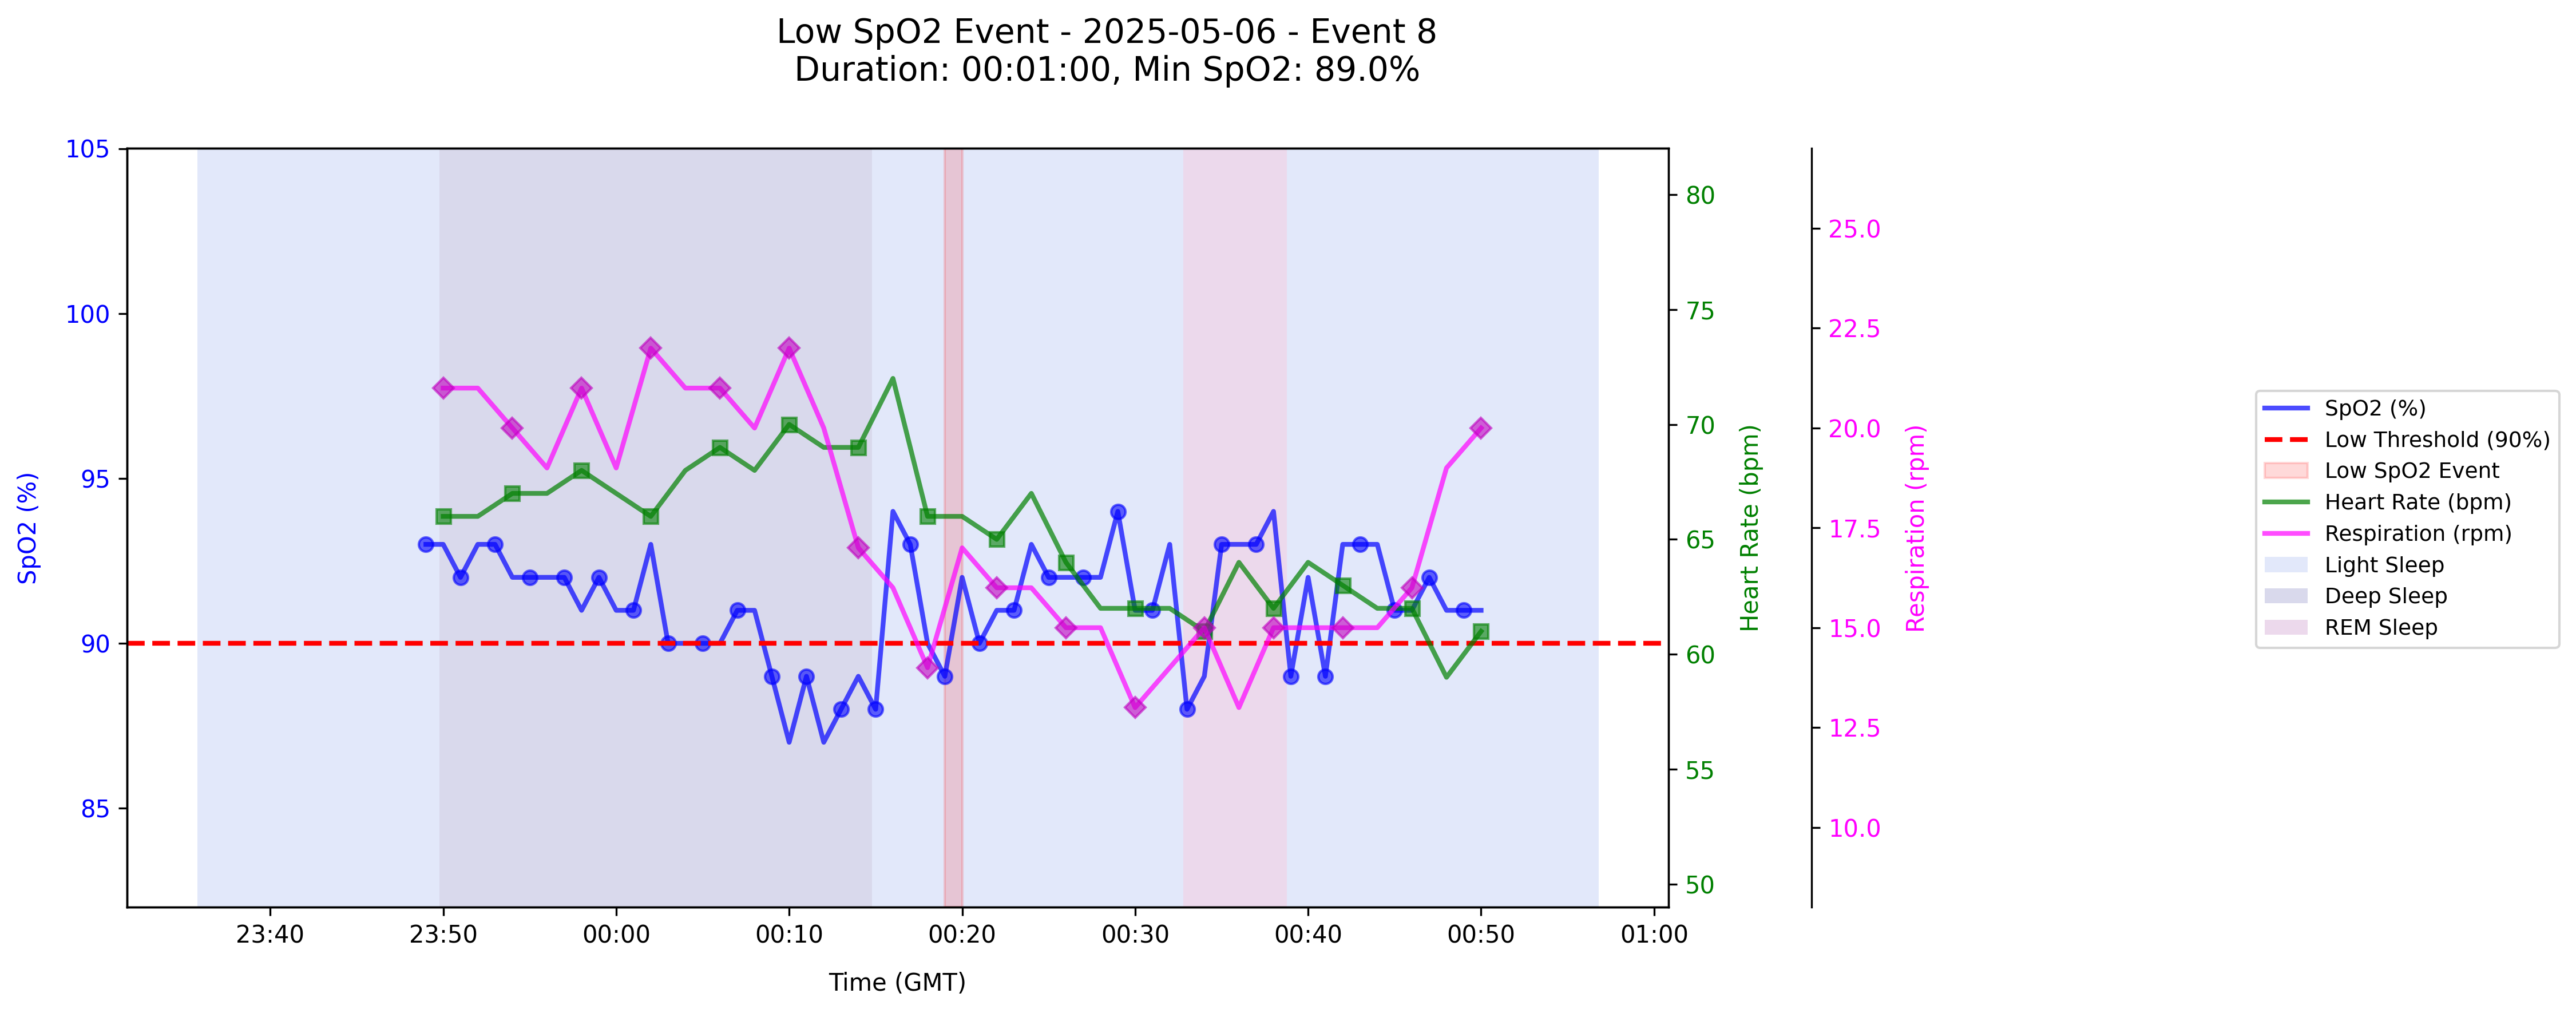 Low SpO2 Event - 2025-05-06 - Event 8
Duration: 00:01:00, Min SpO2: 89.0%
105
100
95
90
85
SpO2 (%)
80
75
70
65
60
55
50
Heart Rate (bpm)
25.0
22.5
20.0
17.5
15.0
12.5
10.0
Respiration (rpm)
SpO2 (%)
Low Threshold (90%)
Low SpO2 Event
Heart Rate (bpm)
Respiration (rpm)
Light Sleep
Deep Sleep
REM Sleep
23:40
23:50
00:00
00:10
00:20
00:30
00:40
00:50
01:00
Time (GMT)